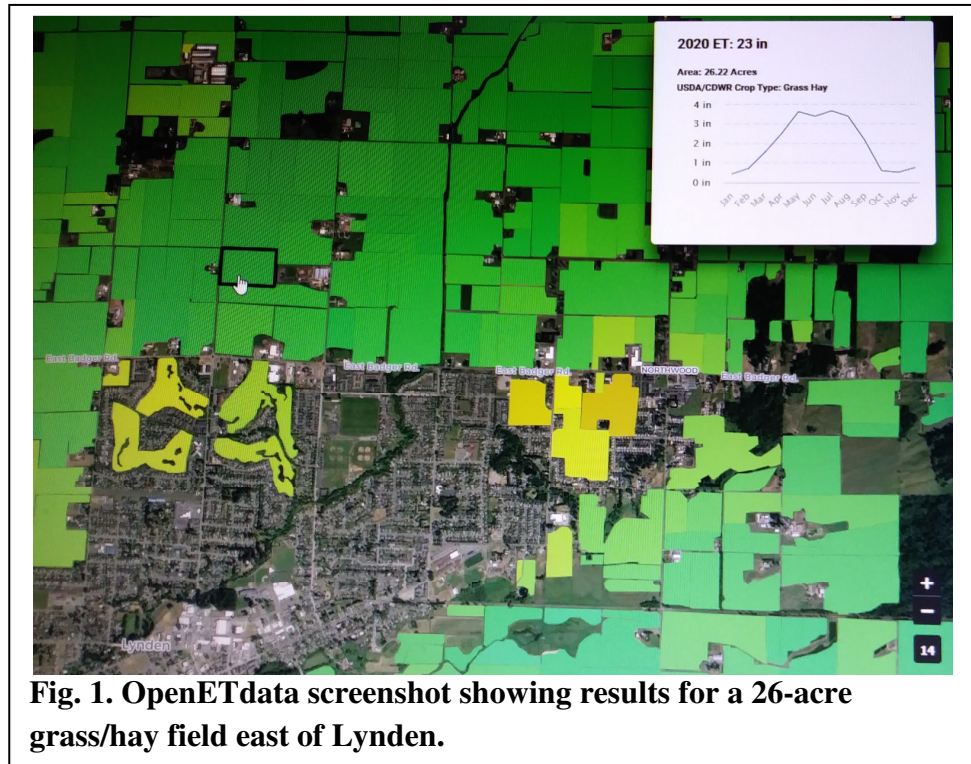 2020 ET: 23 in
Area: 26.22 Acres
USDA/CDWR Crop Type: Grass Hay
4 in
3 in
2 in
1 in
0 in
Jan Feb Mar Apr May Jun Jul Aug Sep Oct Nov Dec
East Badger Rd.
East Badger Rd.
East Badger Rd.
NORTHWOOD
East Badger Rd.
Lynden
+
−
14
Fig. 1. OpenETdata screenshot showing results for a 26-acre
grass/hay field east of Lynden.